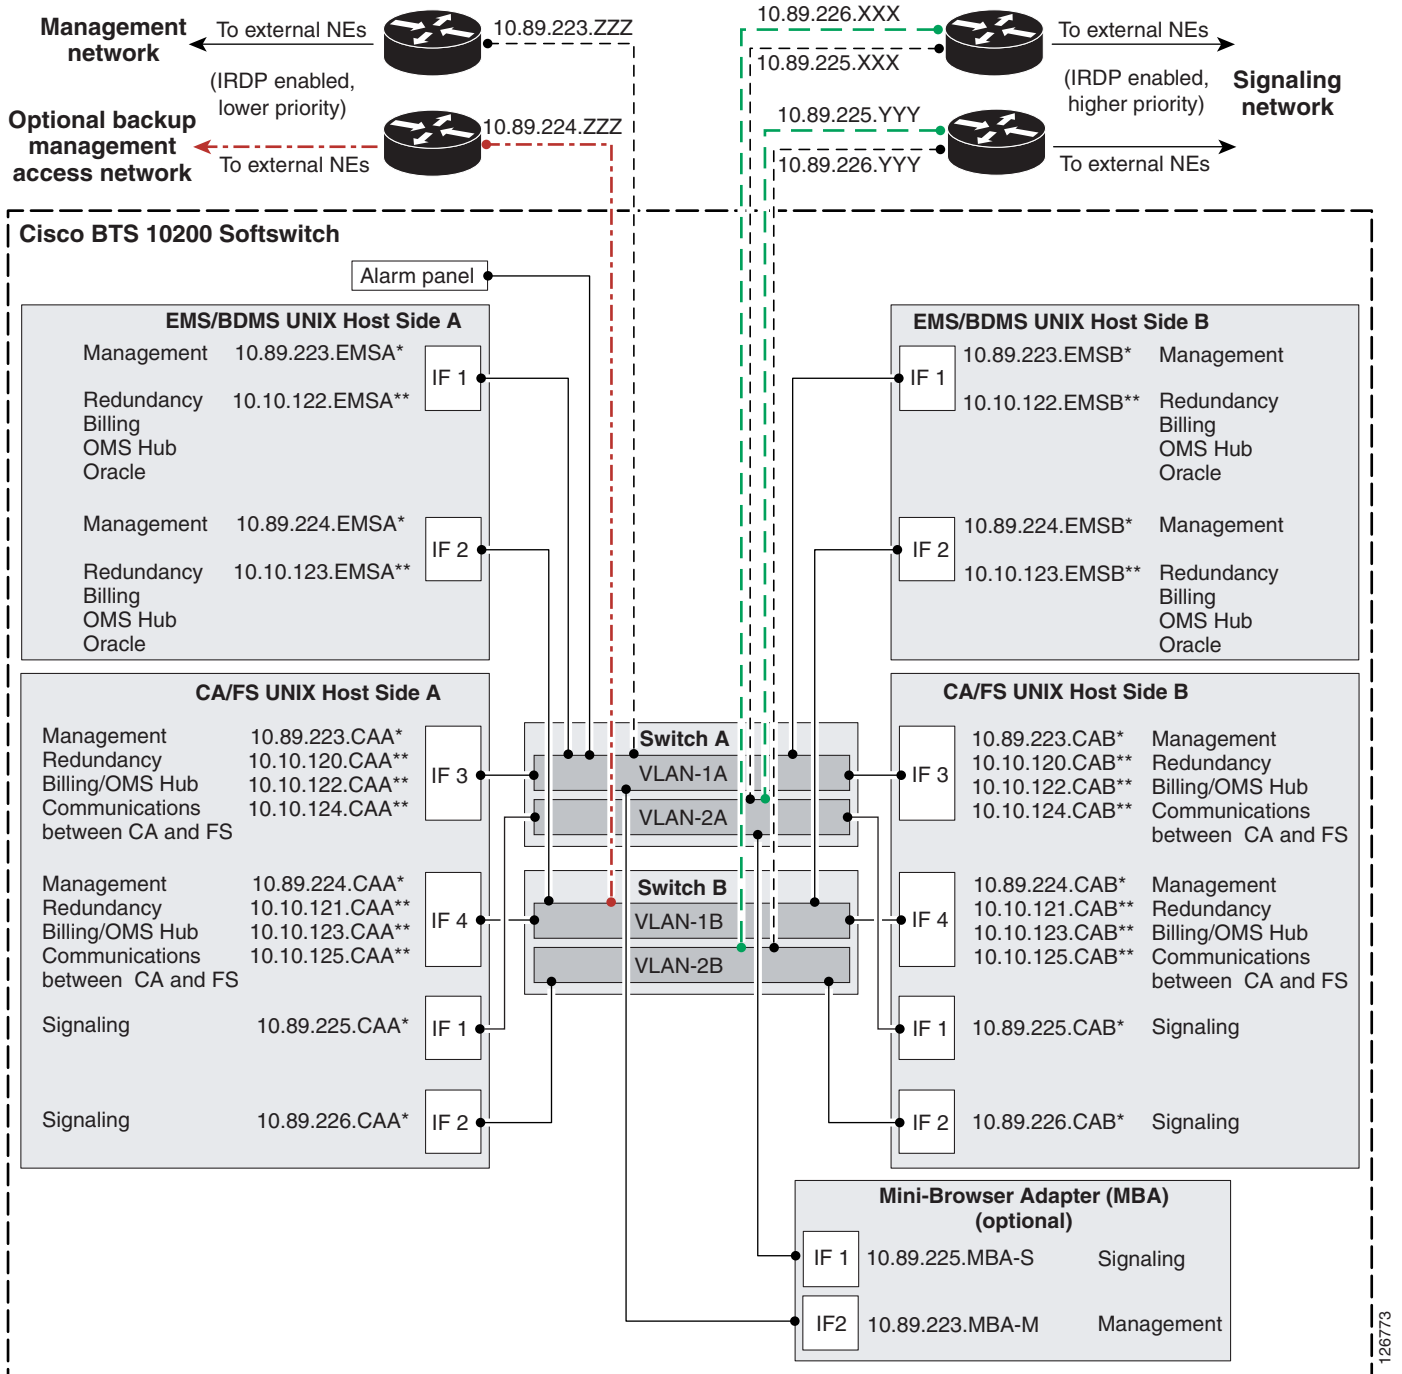 Management
network
To external NEs
(IRDP enabled,
lower priority)
10.89.223.ZZZ
Optional backup
management
access network
To external NEs
10.89.224.ZZZ
10.89.226.XXX
10.89.225.XXX
To external NEs
(IRDP enabled,
higher priority)
Signaling
network
10.89.225.YYY
10.89.226.YYY
To external NEs
Cisco BTS 10200 Softswitch
Alarm panel
EMS/BDMS UNIX Host Side A
Management 10.89.223.EMSA*
IF 1
Redundancy 10.10.122.EMSA**
Billing
OMS Hub
Oracle
Management 10.89.224.EMSA*
IF 2
Redundancy 10.10.123.EMSA**
Billing
OMS Hub
Oracle
EMS/BDMS UNIX Host Side B
10.89.223.EMSB* Management
IF 1
10.10.122.EMSB** Redundancy
Billing
OMS Hub
Oracle
10.89.224.EMSB* Management
IF 2
10.10.123.EMSB** Redundancy
Billing
OMS Hub
Oracle
CA/FS UNIX Host Side A
Management 10.89.223.CAA*
Redundancy 10.10.120.CAA**
Billing/OMS Hub 10.10.122.CAA**
Communications 10.10.124.CAA**
between CA and FS
IF 3
Management 10.89.224.CAA*
Redundancy 10.10.121.CAA**
Billing/OMS Hub 10.10.123.CAA**
Communications 10.10.125.CAA**
between CA and FS
IF 4
Signaling 10.89.225.CAA* IF 1
Signaling 10.89.226.CAA* IF 2
Switch A
VLAN-1A
VLAN-2A
Switch B
VLAN-1B
VLAN-2B
CA/FS UNIX Host Side B
10.89.223.CAB* Management
10.10.120.CAB** Redundancy
10.10.122.CAB** Billing/OMS Hub
10.10.124.CAB** Communications
between CA and FS
IF 3
10.89.224.CAB* Management
10.10.121.CAB** Redundancy
10.10.123.CAB** Billing/OMS Hub
10.10.125.CAB** Communications
between CA and FS
IF 4
IF 1 10.89.225.CAB* Signaling
IF 2 10.89.226.CAB* Signaling
Mini-Browser Adapter (MBA)
(optional)
IF 1 10.89.225.MBA-S Signaling
IF2 10.89.223.MBA-M Management
126773